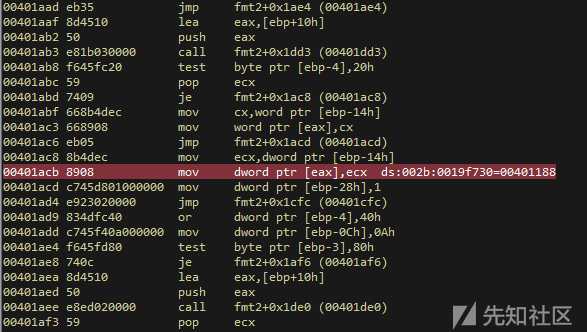 00401aad eb35 jmp fmt2+0x1ae4 (00401ae4)
00401aaf 8d4510 lea eax,[ebp+10h]
00401ab2 50 push eax
00401ab3 e81b030000 call fmt2+0x1dd3 (00401dd3)
00401ab8 f645fc20 test byte ptr [ebp-4],20h
00401abc 59 pop ecx
00401abd 7409 je fmt2+0x1ac8 (00401ac8)
00401abf 668b4dec mov cx,word ptr [ebp-14h]
00401ac3 668908 mov word ptr [eax],cx
00401ac6 eb05 jmp fmt2+0x1acd (00401acd)
00401ac8 8b4dec mov ecx,dword ptr [ebp-14h]
00401acb 8908 mov dword ptr [eax],ecx ds:002b:0019f730=00401188
00401acd c745d801000000 mov dword ptr [ebp-28h],1
00401ad4 e923020000 jmp fmt2+0x1cfc (00401cfc)
00401ad9 834dfc40 or dword ptr [ebp-4],40h
00401add c745f40a000000 mov dword ptr [ebp-0Ch],0Ah
00401ae4 f645fd80 test byte ptr [ebp-3],80h
00401ae8 740c je fmt2+0x1af6 (00401af6)
00401aea 8d4510 lea eax,[ebp+10h]
00401aed 50 push eax
00401aee e8ed020000 call fmt2+0x1de0 (00401de0)
00401af3 59 pop ecx
先知社区